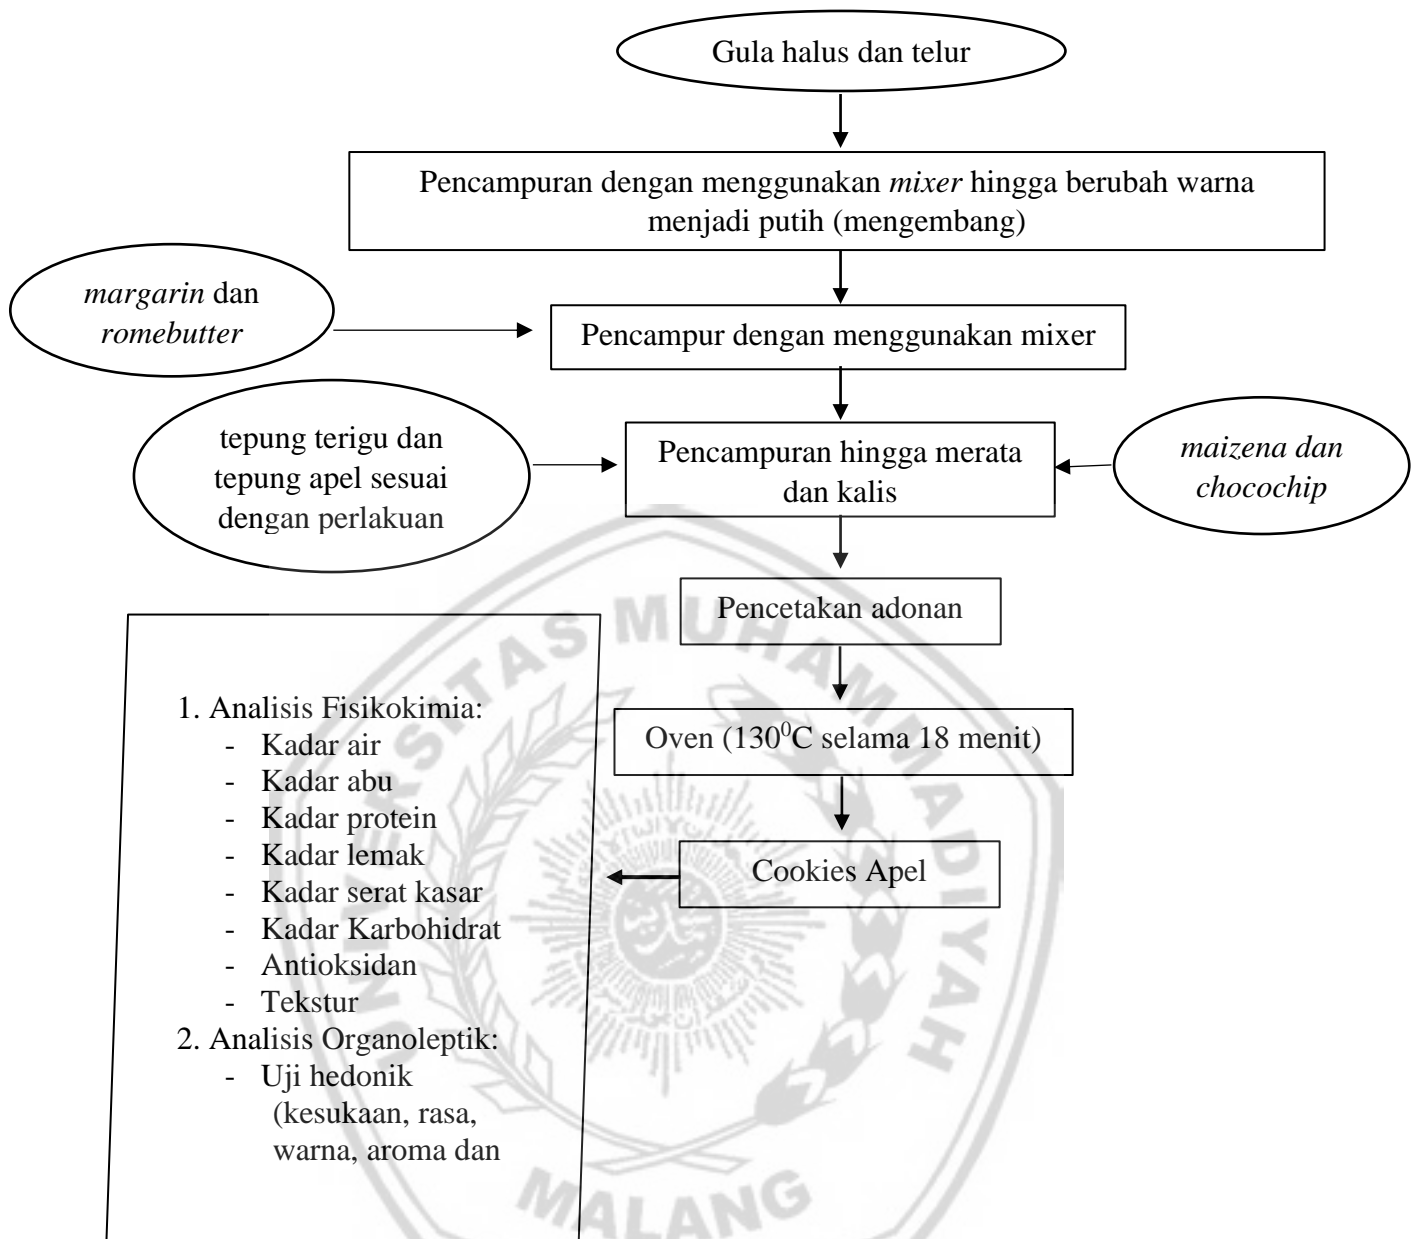 Gula halus dan telur
Pencampuran dengan menggunakan mixer hingga berubah warna
menjadi putih (mengembang)
margarin dan
romebutter
Pencampur dengan menggunakan mixer
tepung terigu dan
tepung apel sesuai
dengan perlakuan
Pencampuran hingga merata
dan kalis
maizena dan
chocochip
Pencetakan adonan
Oven (130⁰C selama 18 menit)
Cookies Apel
1. Analisis Fisikokimia:
- Kadar air
- Kadar abu
- Kadar protein
- Kadar lemak
- Kadar serat kasar
- Kadar Karbohidrat
- Antioksidan
- Tekstur
2. Analisis Organoleptik:
- Uji hedonik
(kesukaan, rasa,
warna, aroma dan
UNIVERSITAS MUHAMMADIYAH
MALANG